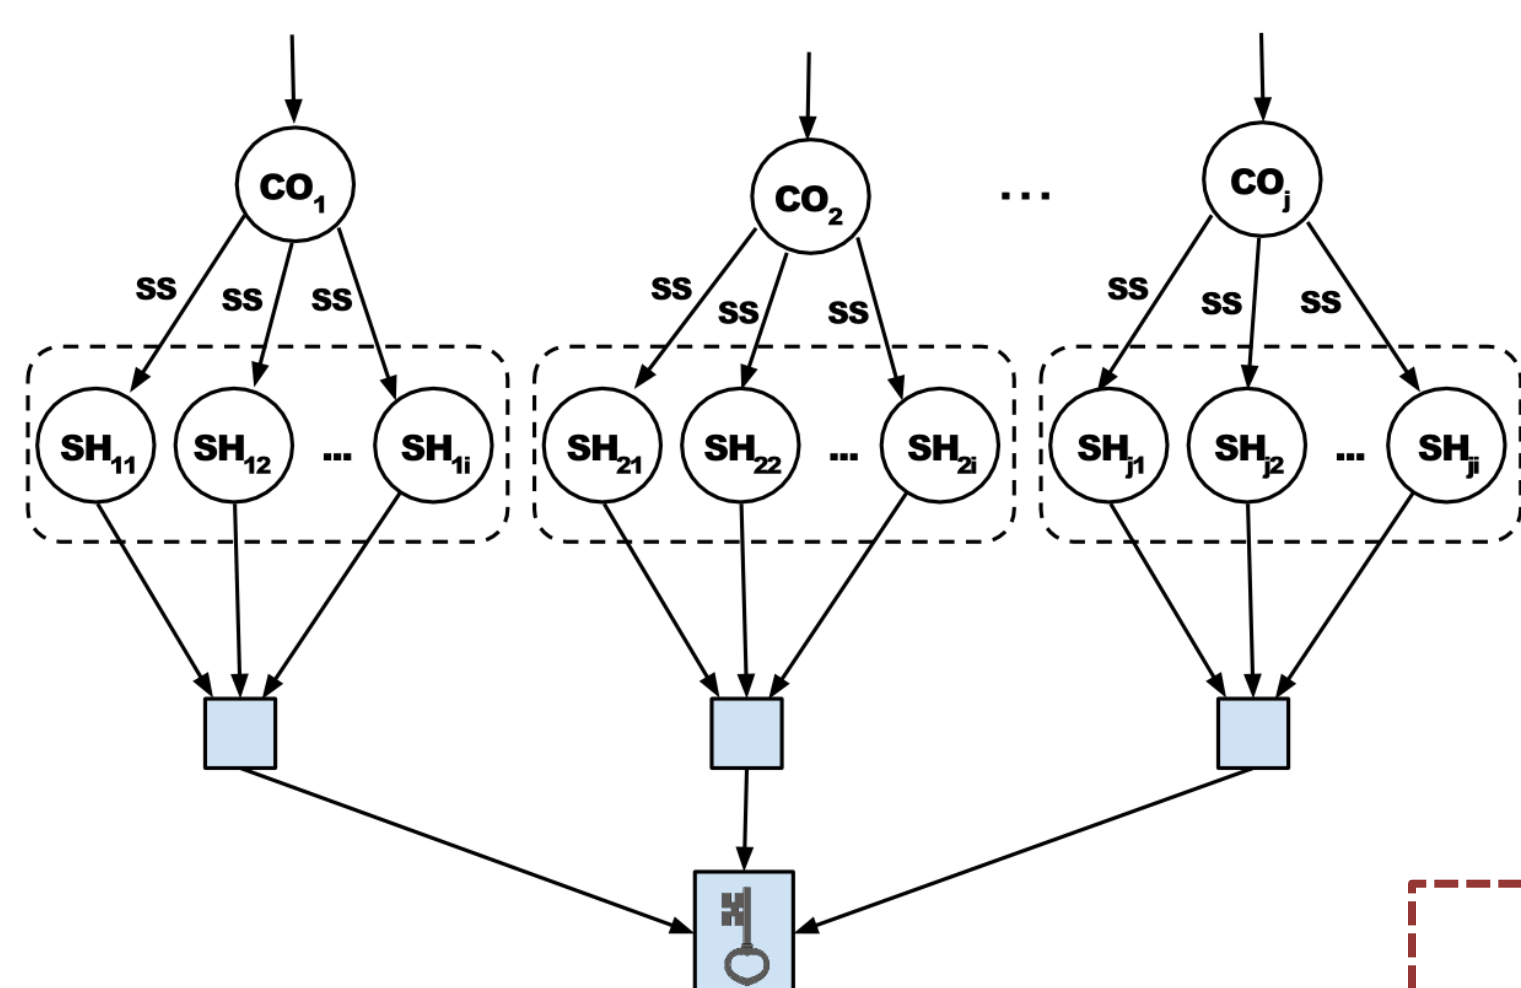 CO1
CO2
...
COj
SS SS SS
SS SS SS
SS SS SS
SH11 SH12 ... SH1i
SH21 SH22 ... SH2i
SHj1 SHj2 ... SHji